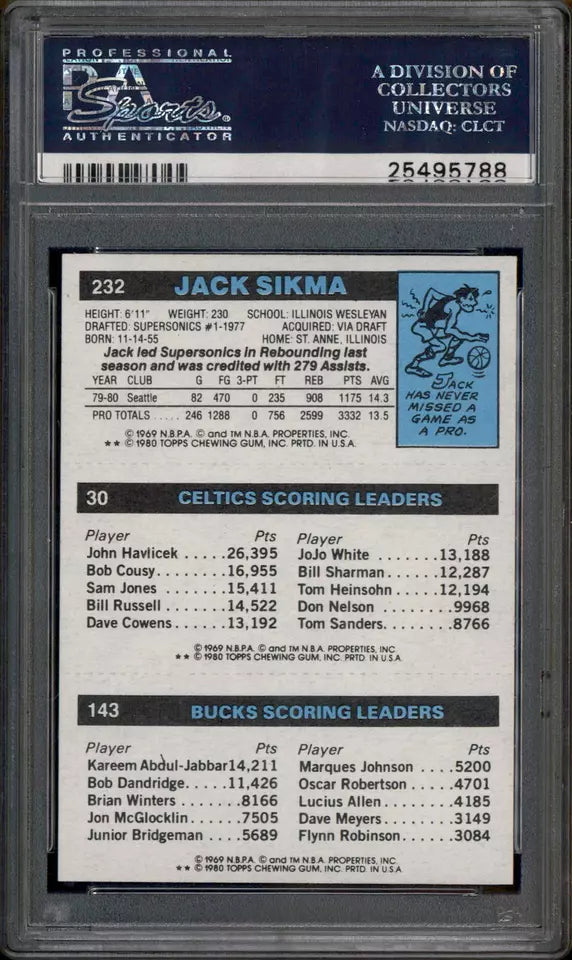 PROFESSIONAL
PSA
Sports®
AUTHENTICATOR
A DIVISION OF
COLLECTORS
UNIVERSE
NASDAQ: CLCT
25495788
232 JACK SIKMA
HEIGHT: 6'11" WEIGHT: 230 SCHOOL: ILLINOIS WESLEYAN
DRAFTED: SUPERSONICS #1-1977 ACQUIRED: VIA DRAFT
BORN: 11-14-55 HOME: ST. ANNE, ILLINOIS
Jack led Supersonics in Rebounding last
season and was credited with 279 Assists.
YEAR CLUB G FG 3-PT FT REB PTS AVG
79-80 Seattle 82 470 0 235 908 1175 14.3
PRO TOTALS..... 246 1288 0 756 2599 3332 13.5
© 1969 N.B.P.A. © and TM N.B.A. PROPERTIES, INC.
★★ © 1980 TOPPS CHEWING GUM, INC. PRTD. IN U.S.A.
JACK
HAS NEVER
MISSED A
GAME AS
A PRO.
30 CELTICS SCORING LEADERS
Player Pts Player Pts
John Havlicek .....26,395 JoJo White .......13,188
Bob Cousy........16,955 Bill Sharman......12,287
Sam Jones .......15,411 Tom Heinsohn ...12,194
Bill Russell .......14,522 Don Nelson ......9968
Dave Cowens .....13,192 Tom Sanders.....8766
© 1969 N.B.P.A. © and TM N.B.A. PROPERTIES, INC
★★ © 1980 TOPPS CHEWING GUM, INC. PRTD. IN U.S.A
143 BUCKS SCORING LEADERS
Player Pts Player Pts
Kareem Abdul-Jabbar14,211 Marques Johnson ....5200
Bob Dandridge.....11,426 Oscar Robertson ....4701
Brian Winters ......8166 Lucius Allen........4185
Jon McGlocklin .....7505 Dave Meyers.......3149
Junior Bridgeman ....5689 Flynn Robinson.....3084
© 1969 N.B.P.A. © and TM N.B.A. PROPERTIES, INC.
★★ © 1980 TOPPS CHEWING GUM, INC. PRTD. IN U.S.A.